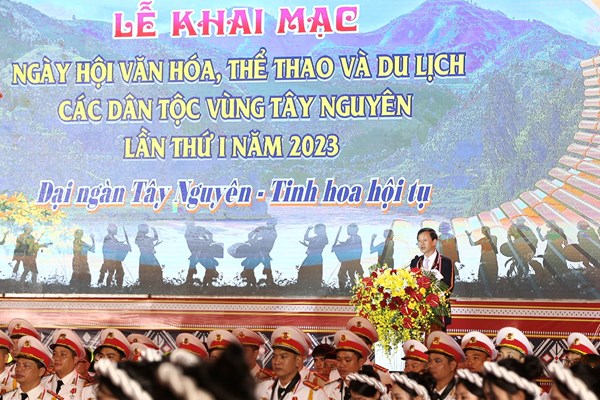 LỄ KHAI MẠC
NGÀY HỘI VĂN HÓA, THỂ THAO VÀ DU LỊCH
CÁC DÂN TỘC VÙNG TÂY NGUYÊN
LẦN THỨ I NĂM 2023
Đại ngàn Tây Nguyên - Tinh hoa hội tụ